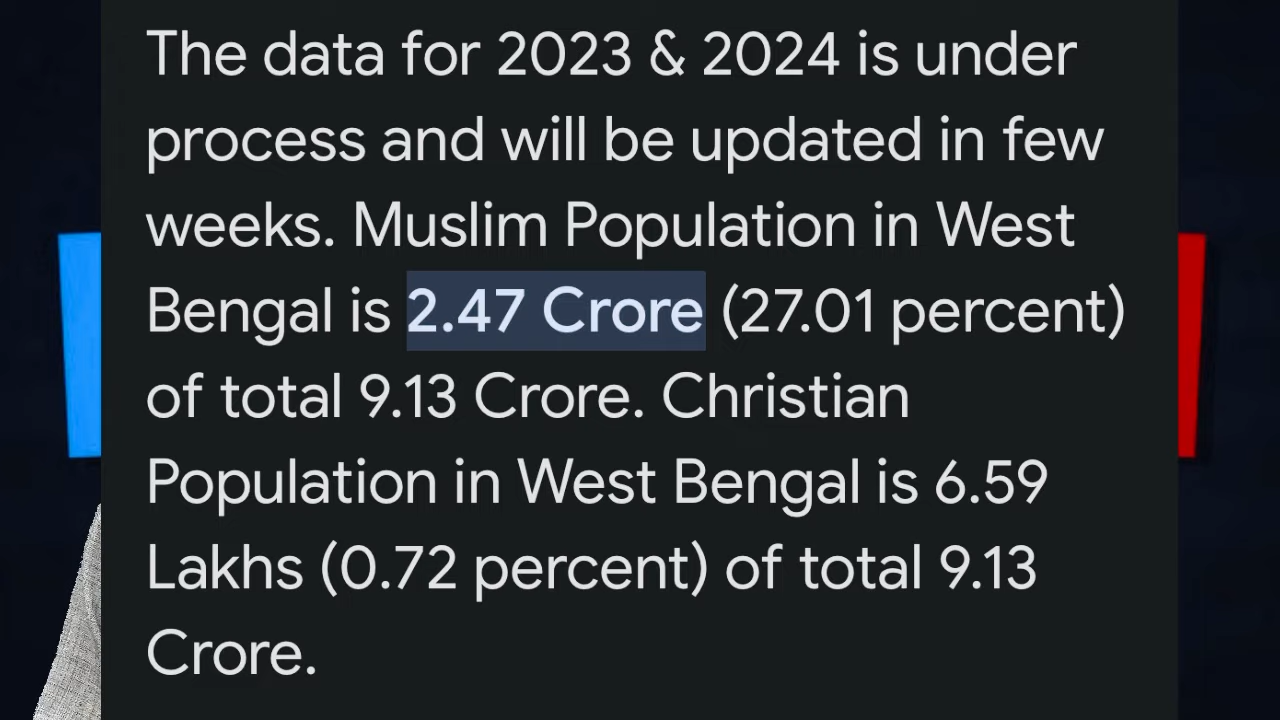 The data for 2023 & 2024 is under
process and will be updated in few
weeks. Muslim Population in West
Bengal is 2.47 Crore (27.01 percent)
of total 9.13 Crore. Christian
Population in West Bengal is 6.59
Lakhs (0.72 percent) of total 9.13
Crore.